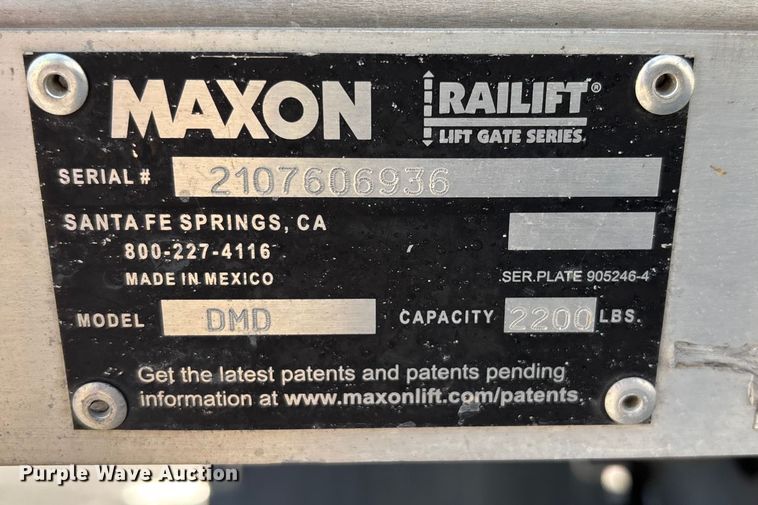 MAXON
RAILIFT®
LIFT GATE SERIES
SERIAL # 2107606936
SANTA FE SPRINGS, CA
800-227-4116
MADE IN MEXICO
SER.PLATE 905246-4
MODEL DMD CAPACITY 2200 LBS.
Get the latest patents and patents pending
information at www.maxonlift.com/patents.
Purple Wave Auction